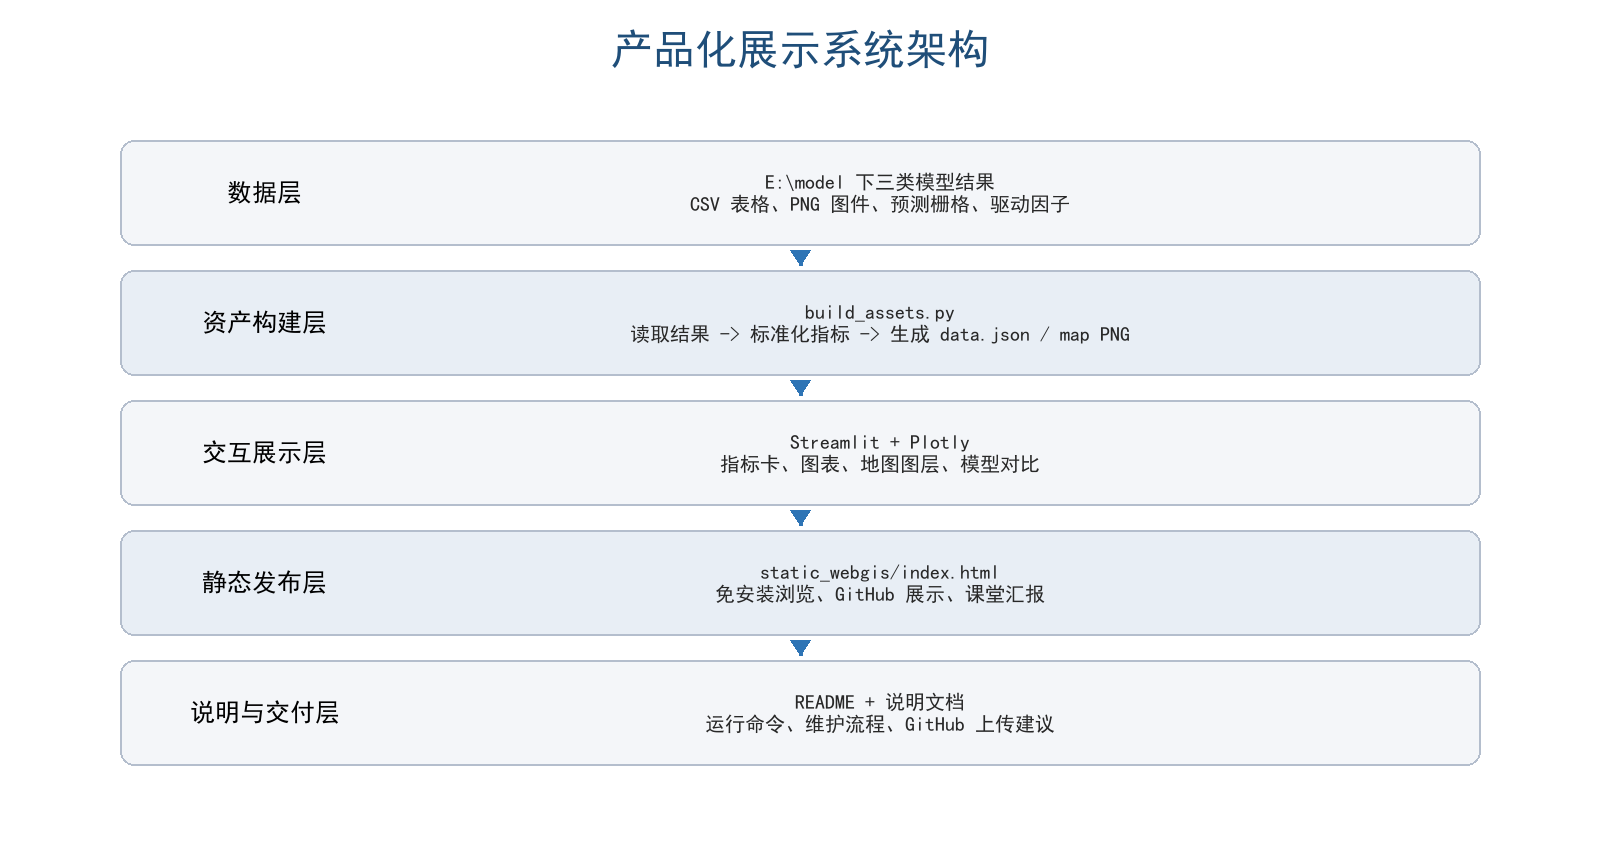 产品化展示系统架构
数据层
E:\model 下三类模型结果
CSV 表格、PNG 图件、预测栅格、驱动因子
资产构建层
build_assets.py
读取结果 -> 标准化指标 -> 生成 data.json / map PNG
交互展示层
Streamlit + Plotly
指标卡、图表、地图图层、模型对比
静态发布层
static_webgis/index.html
免安装浏览、GitHub 展示、课堂汇报
说明与交付层
README + 说明文档
运行命令、维护流程、GitHub 上传建议